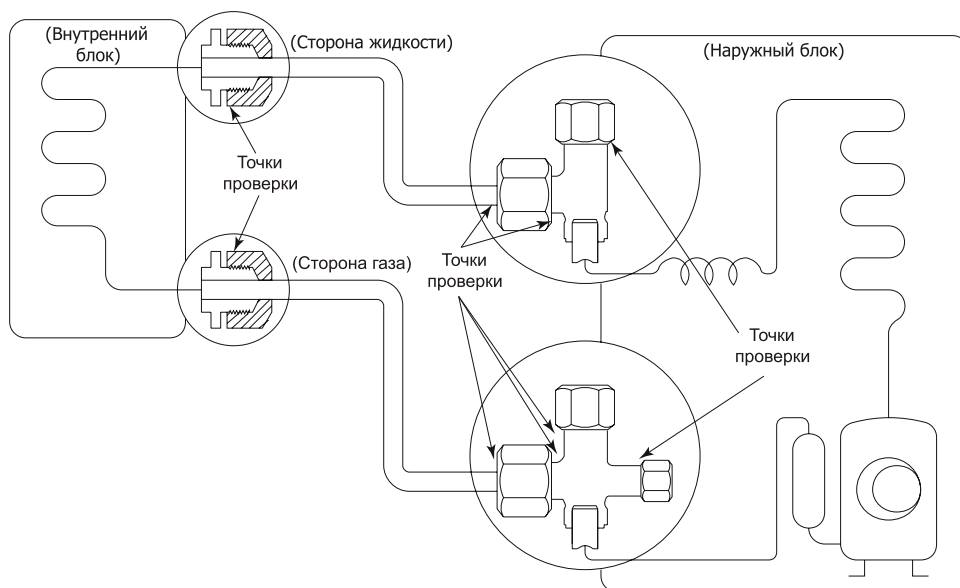 (Внутренний
блок)
(Сторона жидкости)
(Наружный блок)
Точки
проверки
(Сторона газа)
Точки
проверки
Точки
проверки